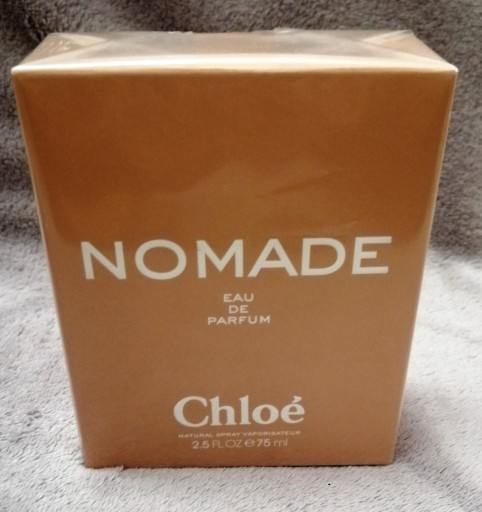 NOMADE
EAU
DE
PARFUM
Chloé
NATURAL SPRAY VAPORISATEUR
2.5 FL.OZ e 75 ml